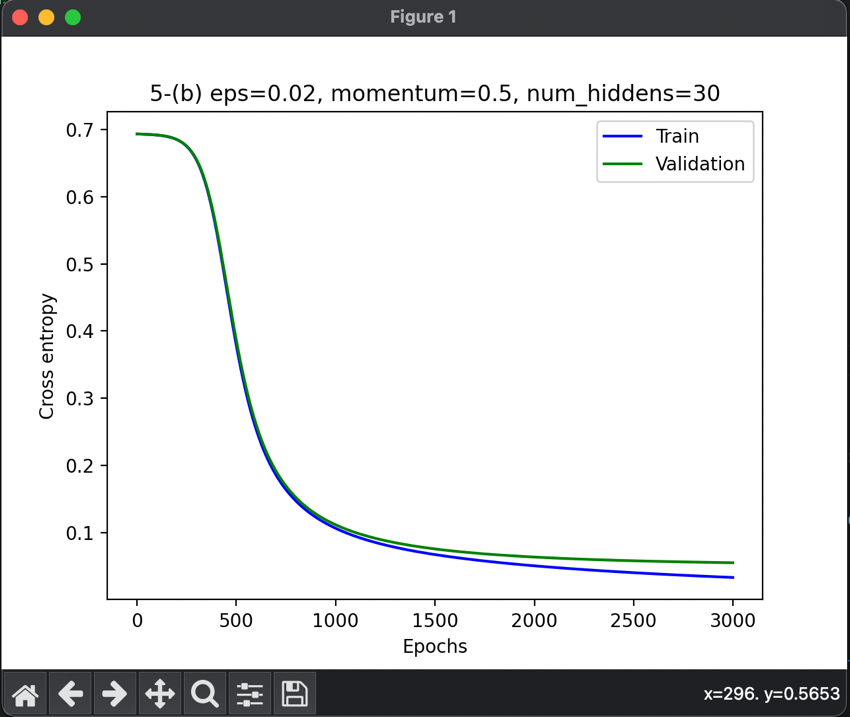 Figure 1
5-(b) eps=0.02, momentum=0.5, num_hiddens=30
Train
Validation
0.7
0.6
0.5
0.4
0.3
0.2
0.1
Cross entropy
0 500 1000 1500 2000 2500 3000
Epochs
x=296. y=0.5653